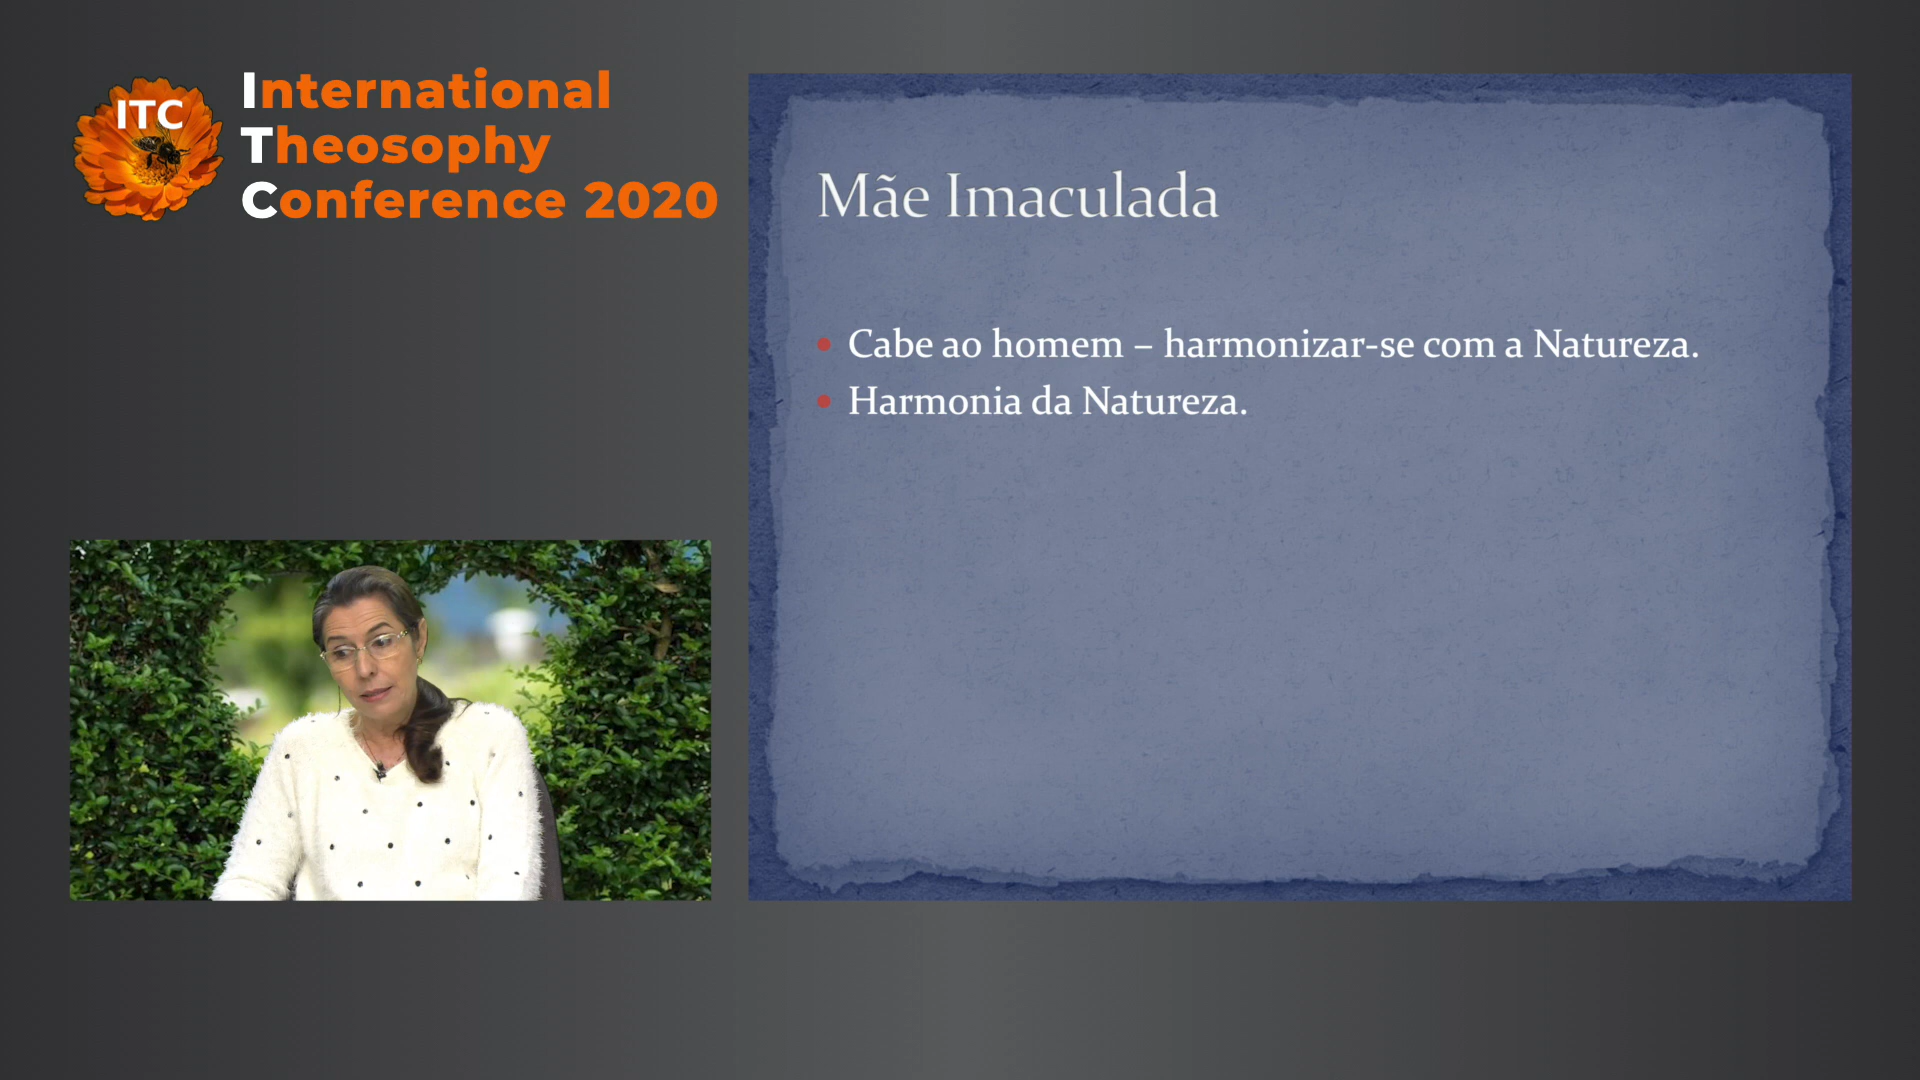 ITC
International
Theosophy
Conference 2020
Mãe Imaculada
• Cabe ao homem – harmonizar-se com a Natureza.
• Harmonia da Natureza.